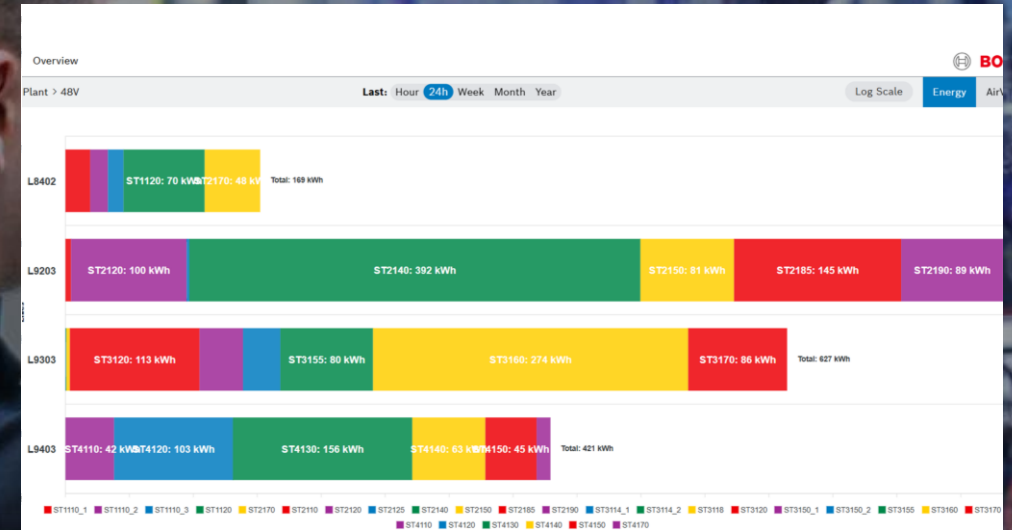 Overview
BO
Plant > 48V
Last: Hour 24h Week Month Year
Log Scale
Energy
Air
L8402
ST1120: 70 kWh
ST2170: 48 kW
Total: 169 kWh
L9203
ST2120: 100 kWh
ST2140: 392 kWh
ST2150: 81 kWh
ST2185: 145 kWh
ST2190: 89 kWh
L9303
ST3120: 113 kWh
ST3155: 80 kWh
ST3160: 274 kWh
ST3170: 86 kWh
Total: 627 kWh
L9403
ST4110: 42 kWh
ST4120: 103 kWh
ST4130: 156 kWh
ST4140: 63 kWh
ST4150: 45 kWh
Total: 421 kWh
ST1110_1 ST1110_2 ST1110_3 ST1120 ST2170 ST2110 ST2120 ST2125 ST2140 ST2150 ST2185 ST2190 ST3114_1 ST3114_2 ST3118 ST3120 ST3150_1 ST3150_2 ST3155 ST3160 ST3170
ST4110 ST4120 ST4130 ST4140 ST4150 ST4170